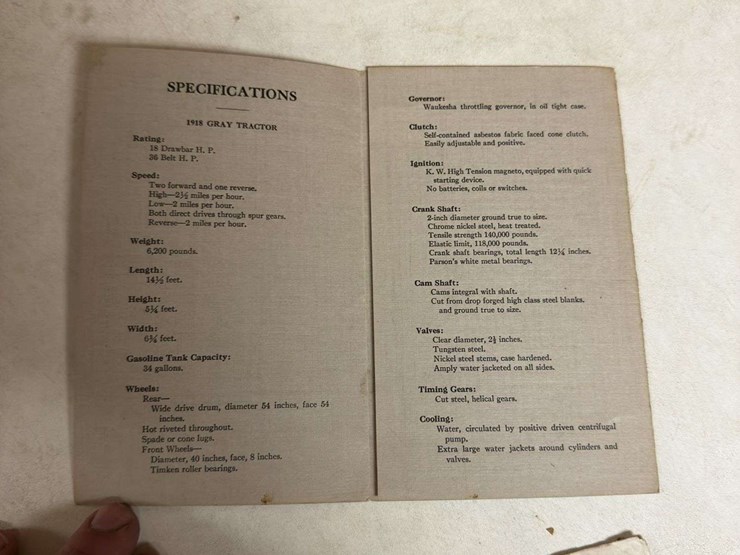 SPECIFICATIONS
1918 GRAY TRACTOR
Rating:
18 Drawbar H. P.
36 Belt H. P.
Speed:
Two forward and one reverse.
High—2½ miles per hour.
Low—2 miles per hour.
Both direct drives through spur gears.
Reverse—2 miles per hour.
Weight:
6,200 pounds.
Length:
14½ feet.
Height:
feet.
Width:
feet.
Gasoline Tank Capacity:
34 gallons.
Wheels:
Rear—
Wide drive drum, diameter 54 inches, face 54
inches.
Hot riveted throughout.
Spade or cone lugs.
Front Wheels—
Diameter, 40 inches, face, 8 inches.
Timken roller bearings.
Governor:
Waukesha throttling governor, in oil tight case.
Clutch:
Self-contained asbestos fabric faced cone clutch.
Easily adjustable and positive.
Ignition:
K. W. High Tension magneto, equipped with quick
starting device.
No batteries, coils or switches.
Crank Shaft:
2-inch diameter ground true to size.
Chrome nickel steel, heat treated.
Tensile strength 140,000 pounds.
Elastic limit, 118,000 pounds.
Crank shaft bearings, total length inches.
Parson's white metal bearings.
Cam Shaft:
Cams integral with shaft.
Cut from drop forged high class steel blanks.
and ground true to size.
Valves:
Clear diameter, inches.
Tungsten steel.
Nickel steel stems, case hardened.
Amply water jacketed on all sides.
Timing Gears:
Cut steel, helical gears.
Cooling:
Water, circulated by positive driven centrifugal
pump.
Extra large water jackets around cylinders and
valves.